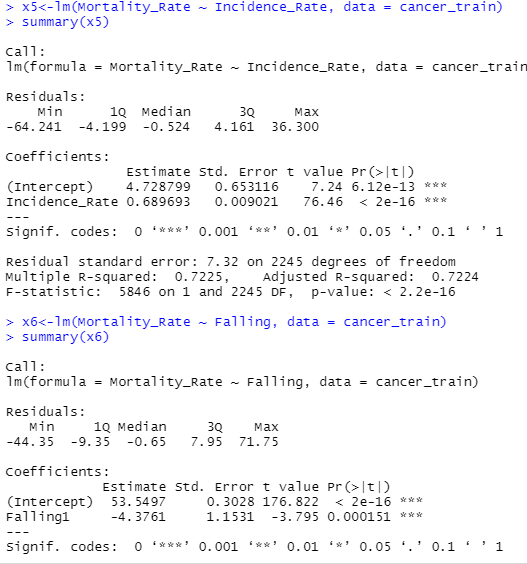 > x5<-lm(Mortality_Rate ~ Incidence_Rate, data = cancer_train)
> summary(x5)
Call:
lm(formula = Mortality_Rate ~ Incidence_Rate, data = cancer_train
Residuals:
    Min      1Q  Median      3Q     Max
-64.241  -4.199  -0.524   4.161  36.300
Coefficients:
               Estimate Std. Error t value Pr(>|t|)
(Intercept)    4.728799   0.653116    7.24 6.12e-13 ***
Incidence_Rate 0.689693   0.009021   76.46  < 2e-16 ***
---
Signif. codes:  0 ‘***’ 0.001 ‘**’ 0.01 ‘*’ 0.05 ‘.’ 0.1 ‘ ’ 1
Residual standard error: 7.32 on 2245 degrees of freedom
Multiple R-squared:  0.7225,    Adjusted R-squared:  0.7224
F-statistic:  5846 on 1 and 2245 DF,  p-value: < 2.2e-16
> x6<-lm(Mortality_Rate ~ Falling, data = cancer_train)
> summary(x6)
Call:
lm(formula = Mortality_Rate ~ Falling, data = cancer_train)
Residuals:
   Min     1Q Median     3Q    Max
-44.35  -9.35  -0.65   7.95  71.75
Coefficients:
            Estimate Std. Error t value Pr(>|t|)
(Intercept)  53.5497     0.3028 176.822  < 2e-16 ***
Falling1     -4.3761     1.1531  -3.795 0.000151 ***
---
Signif. codes:  0 ‘***’ 0.001 ‘**’ 0.01 ‘*’ 0.05 ‘.’ 0.1 ‘ ’ 1